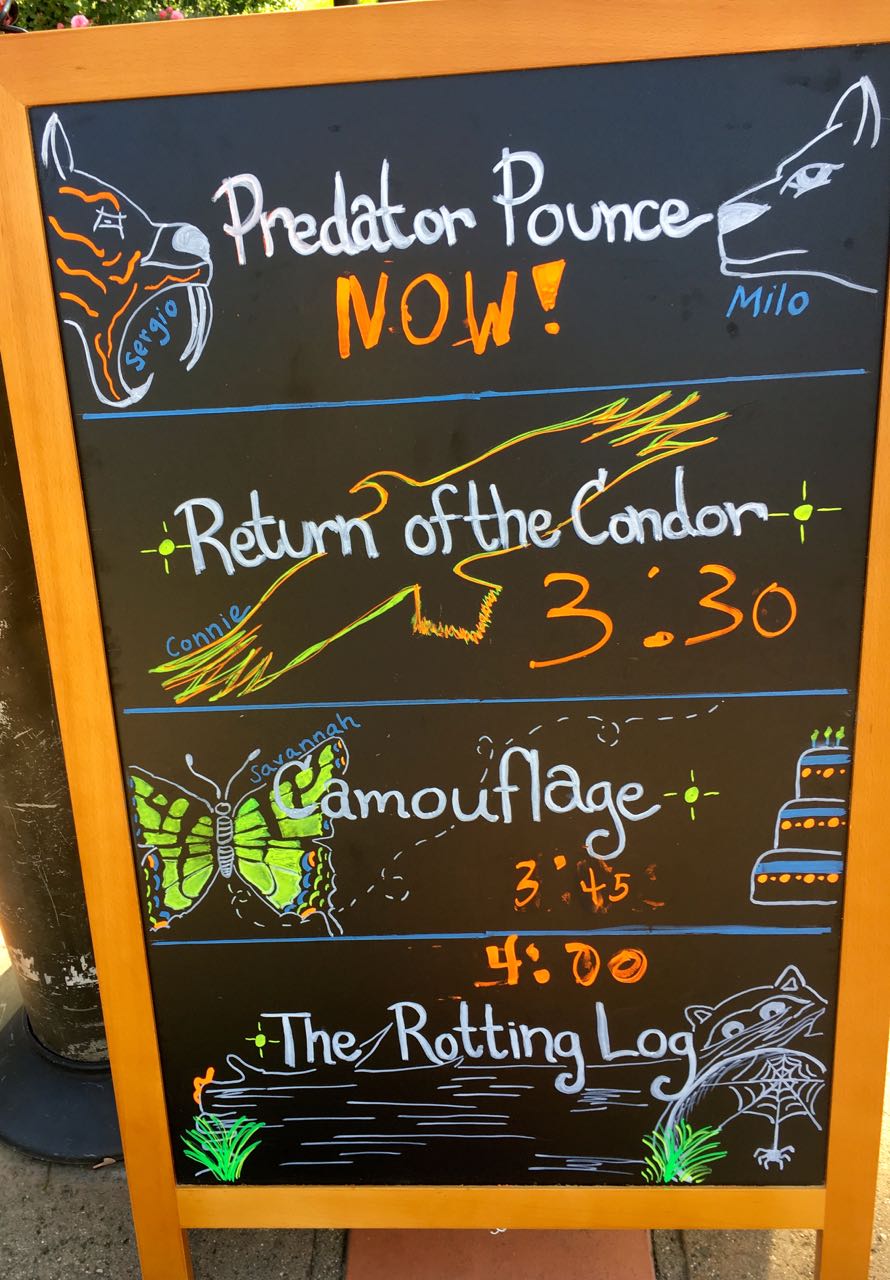 Predator Pounce
NOW!
Sergio
Milo
Return of the Condor
3:30
Connie
Savannah
Camouflage
3:45
4:00
The Rotting Log